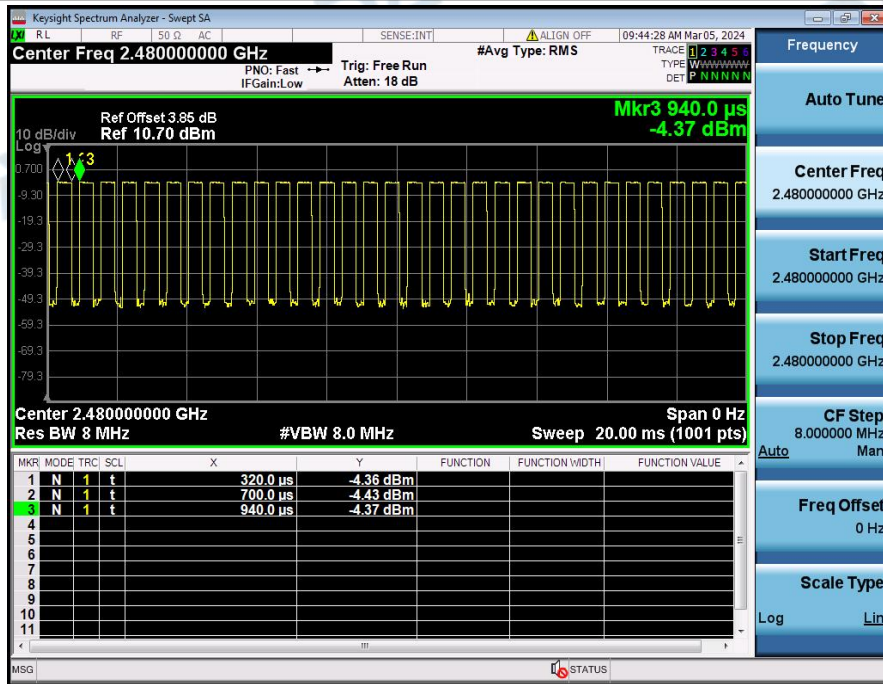 Keysight Spectrum Analyzer - Swept SA
LXI RL RF 50 Ω AC SENSE:INT ALIGN OFF 09:44:28 AM Mar 05, 2024
Center Freq 2.480000000 GHz #Avg Type: RMS TRACE 1 2 3 4 5 6
PNO: Fast Trig: Free Run TYPE WWWWWW
IFGain:Low Atten: 18 dB DET P N N N N N
Mkr3 940.0 µs
Ref Offset 3.85 dB
10 dB/div Ref 10.70 dBm -4.37 dBm
Log
1 3
0.700
-9.30
-19.3
-29.3
-39.3
-49.3
-59.3
-69.3
-79.3
Center 2.480000000 GHz Span 0 Hz
Res BW 8 MHz #VBW 8.0 MHz Sweep 20.00 ms (1001 pts)
MKR MODE TRC SCL X Y FUNCTION FUNCTION WIDTH FUNCTION VALUE
1 N 1 t 320.0 µs -4.36 dBm
2 N 1 t 700.0 µs -4.43 dBm
3 N 1 t 940.0 µs -4.37 dBm
4
5
6
7
8
9
10
11
MSG STATUS
Frequency
Auto Tune
Center Freq
2.480000000 GHz
Start Freq
2.480000000 GHz
Stop Freq
2.480000000 GHz
CF Step
8.000000 MHz
Auto Man
Freq Offset
0 Hz
Scale Type
Log Lin